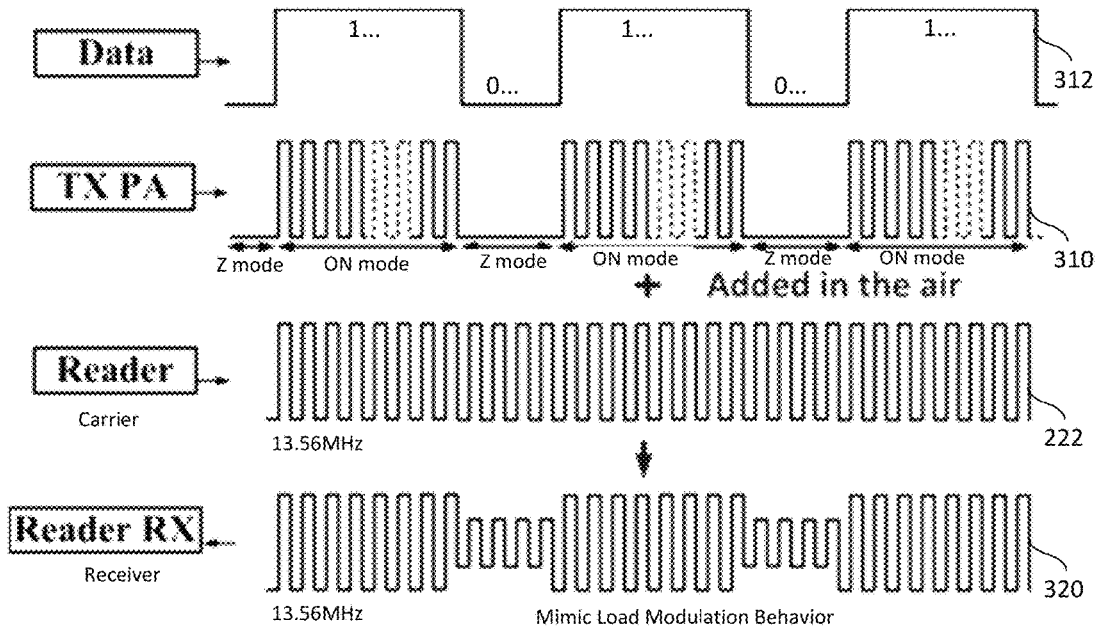 Data
1...
0...
1...
0...
1...
312
TX PA
Z mode
ON mode
Z mode
ON mode
Z mode
ON mode
310
+ Added in the air
Reader
Carrier
13.56MHz
222
Reader RX
Receiver
13.56MHz
Mimic Load Modulation Behavior
320